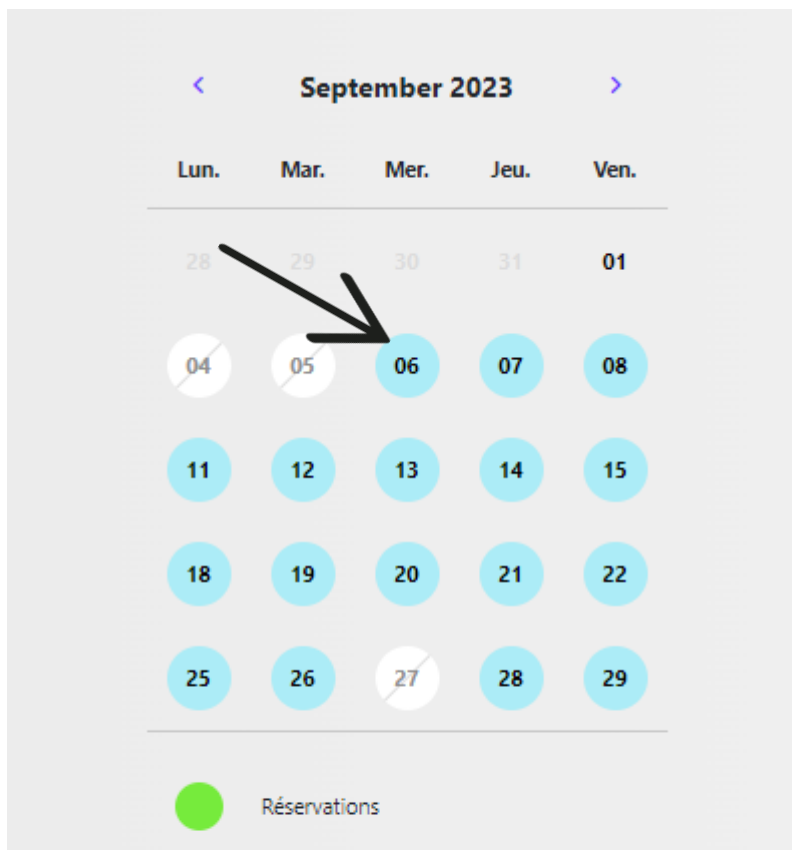 September 2023
Lun. Mar. Mer. Jeu. Ven.
28 29 30 31 01
04 05 06 07 08
11 12 13 14 15
18 19 20 21 22
25 26 27 28 29
Réservations